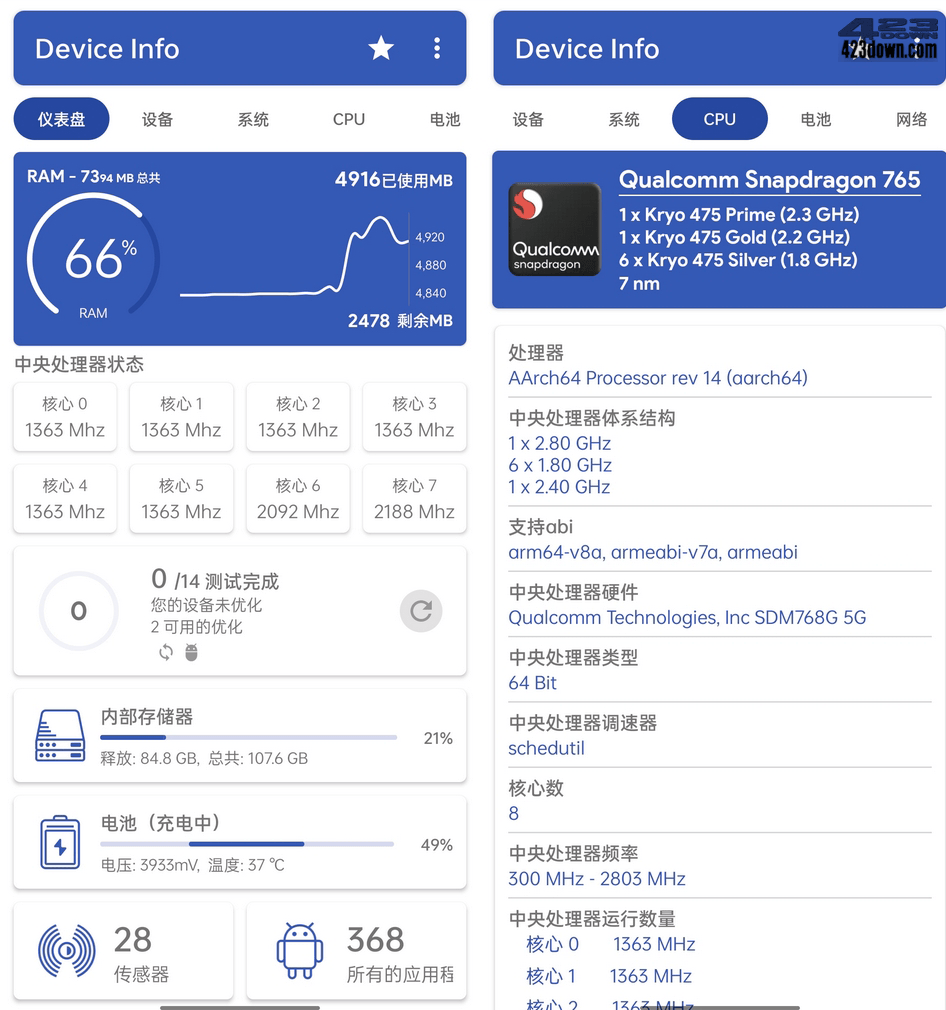 Device Info
仪表盘
设备
系统
CPU
电池
RAM - 7394 MB 总共
4916已使用MB
66%
RAM
4,920
4,880
4,840
2478 剩余MB
中央处理器状态
核心 0
1363 Mhz
核心 1
1363 Mhz
核心 2
1363 Mhz
核心 3
1363 Mhz
核心 4
1363 Mhz
核心 5
1363 Mhz
核心 6
2092 Mhz
核心 7
2188 Mhz
0
0 /14 测试完成
您的设备未优化
2 可用的优化
内部存储器
21%
释放: 84.8 GB, 总共: 107.6 GB
电池（充电中）
49%
电压: 3933mV, 温度: 37 ℃
28
传感器
368
所有的应用程
Device Info
423
DOWN
423down.com
设备
系统
CPU
电池
网络
Qualcomm
snapdragon
Qualcomm Snapdragon 765
1 x Kryo 475 Prime (2.3 GHz)
1 x Kryo 475 Gold (2.2 GHz)
6 x Kryo 475 Silver (1.8 GHz)
7 nm
处理器
AArch64 Processor rev 14 (aarch64)
中央处理器体系结构
1 x 2.80 GHz
6 x 1.80 GHz
1 x 2.40 GHz
支持abi
arm64-v8a, armeabi-v7a, armeabi
中央处理器硬件
Qualcomm Technologies, Inc SDM768G 5G
中央处理器类型
64 Bit
中央处理器调速器
schedutil
核心数
8
中央处理器频率
300 MHz - 2803 MHz
中央处理器运行数量
核心 0 1363 MHz
核心 1 1363 MHz
核心 2 1363 MHz